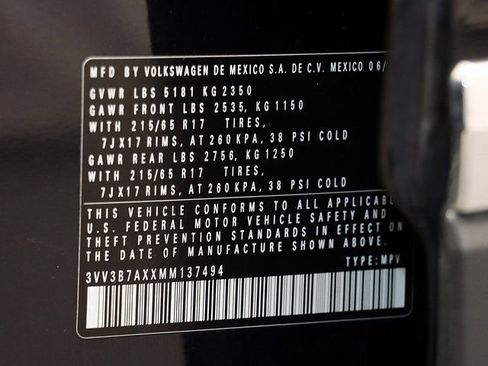 MFD BY VOLKSWAGEN DE MEXICO S.A. DE C.V. MEXICO 06/
GVWR LBS 5181 KG 2350
GAWR FRONT LBS 2535, KG 1150
WITH 215/65 R17 TIRES,
7JX17 RIMS, AT 260 KPA, 38 PSI COLD
GAWR REAR LBS 2756, KG 1250
WITH 215/65 R17 TIRES,
7JX17 RIMS, AT 260 KPA, 38 PSI COLD
THIS VEHICLE CONFORMS TO ALL APPLICABL
U.S. FEDERAL MOTOR VEHICLE SAFETY AND
THEFT PREVENTION STANDARDS IN EFFECT ON
THE DATE OF MANUFACTURE SHOWN ABOVE.
3VV3B7AXXMM137494 TYPE: MPV